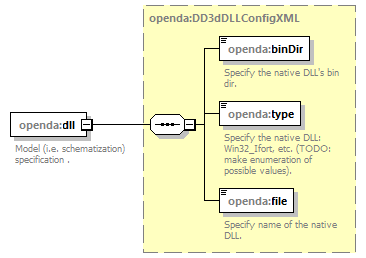 openda:DD3dDLLConfigXML
openda:binDir
Specify the native DLL's bin
dir.
openda:dll
Model (i.e. schematization)
specification .
openda:type
Specify the native DLL:
Win32_Ifort, etc. (TODO:
make enumeration of
possible values).
openda:file
Specify name of the native
DLL.